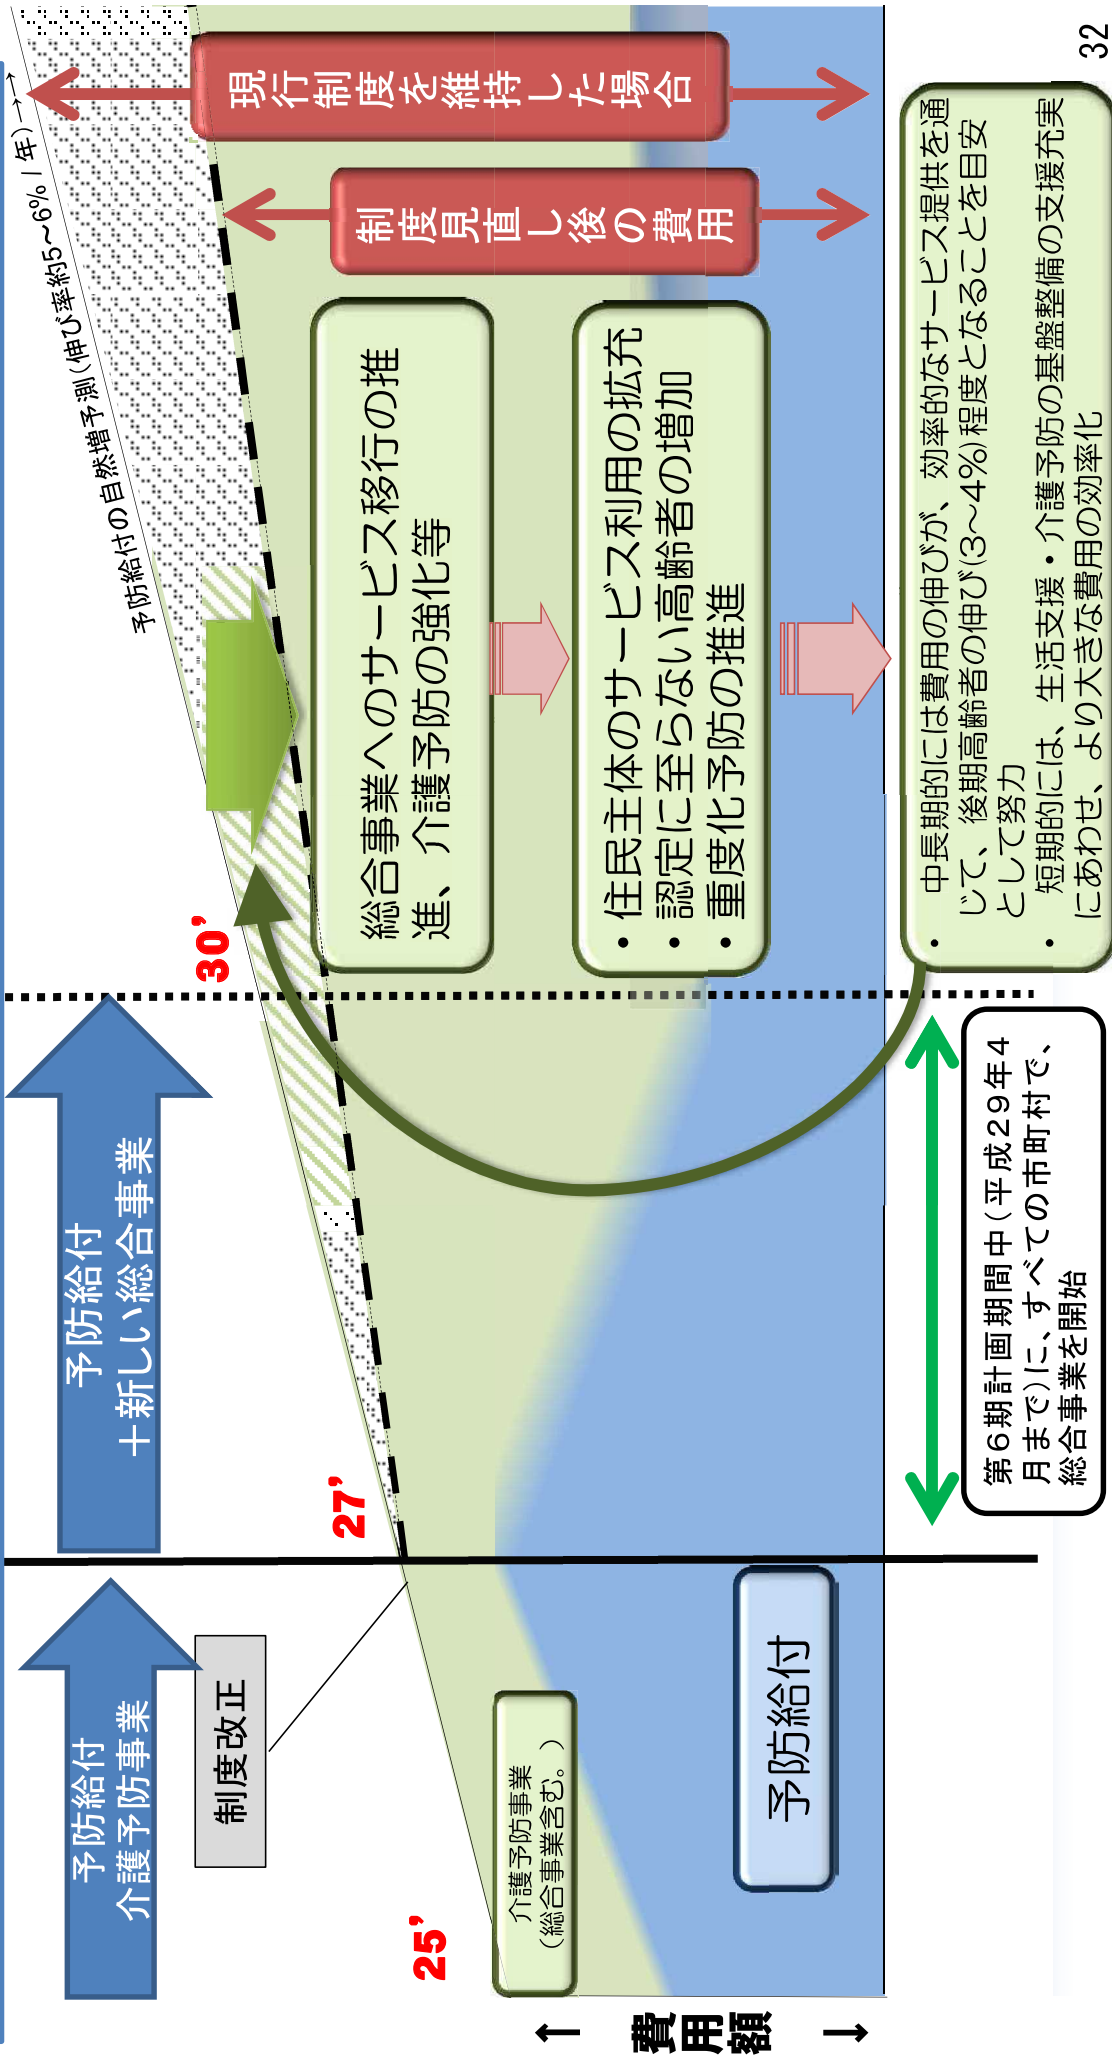 予防給付
介護予防事業
予防給付
＋新しい総合事業
制度改正
25’
27’
30’
予防給付の自然増予測（伸び率約5～6% / 年）→→
現行制度を維持した場合
制度見直し後の費用
総合事業へのサービス移行の推
進、介護予防の強化等
・ 住民主体のサービス利用の拡充
・ 認定に至らない高齢者の増加
・ 重度化予防の推進
介護予防事業
（総合事業含む。）
予防給付
← 費用額 →
・ 中長期的には費用の伸びが、効率的なサービス提供を通
じて、後期高齢者の伸び(3～4%)程度となることを目安
として努力
・ 短期的には、生活支援・介護予防の基盤整備の支援充実
にあわせ、より大きな費用の効率化
第６期計画期間中（平成２９年４
月まで）に、すべての市町村で、
総合事業を開始
32